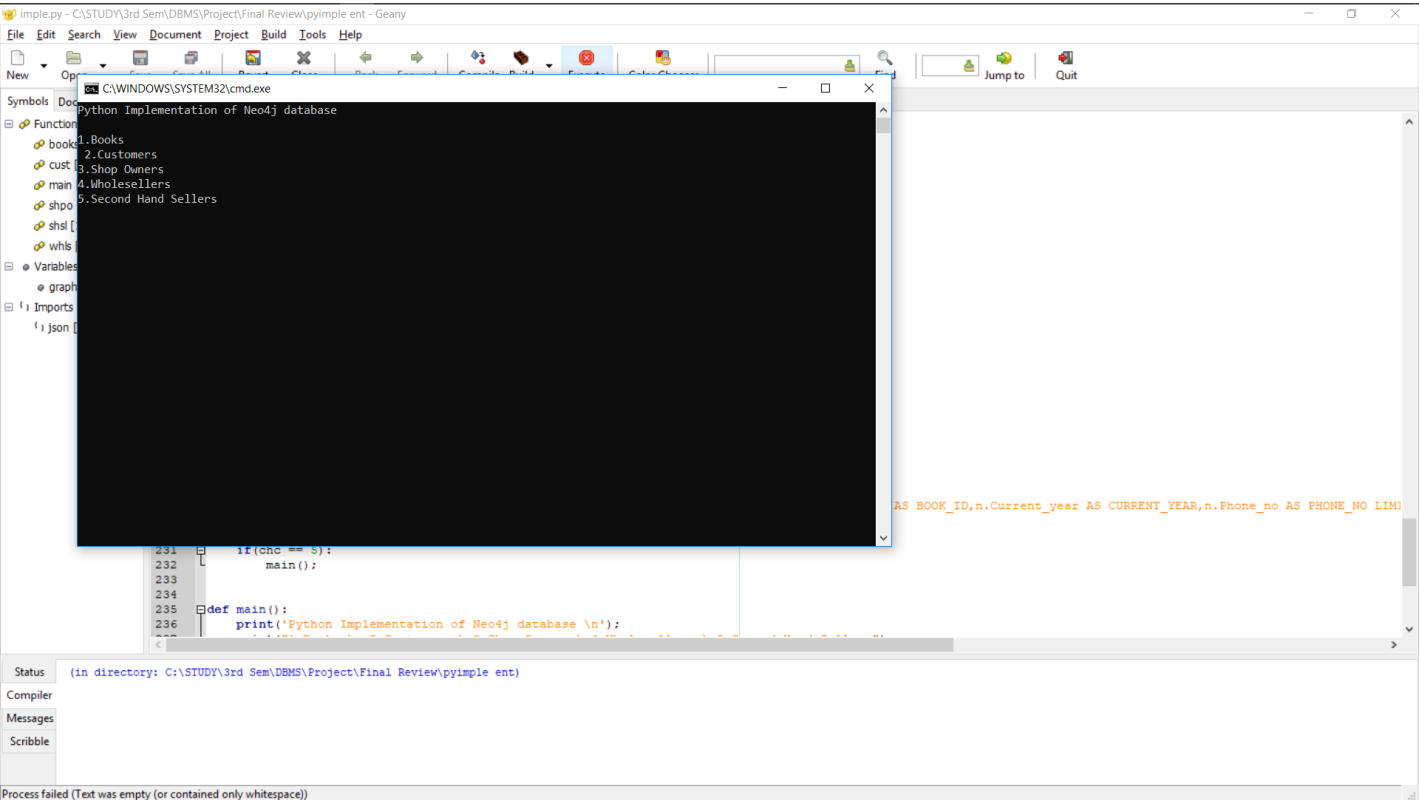 imple.py - C:\STUDY\3rd Sem\DBMS\Project\Final Review\pyimple ent - Geany
File Edit Search View Document Project Build Tools Help
New Jump to Quit
C:\WINDOWS\SYSTEM32\cmd.exe
Symbols Doc
Python Implementation of Neo4j database
1.Books
2.Customers
3.Shop Owners
4.Wholesellers
5.Second Hand Sellers
Function
books
cust [
main
shpo
shsl [
whls [
Variables
graph
Imports
json [
AS BOOK_ID,n.Current_year AS CURRENT_YEAR,n.Phone_no AS PHONE_NO LIMI
231 if(chc == 5):
232 main();
233
234
235 def main():
236 print('Python Implementation of Neo4j database \n');
Status (in directory: C:\STUDY\3rd Sem\DBMS\Project\Final Review\pyimple ent)
Compiler
Messages
Scribble
Process failed (Text was empty (or contained only whitespace))